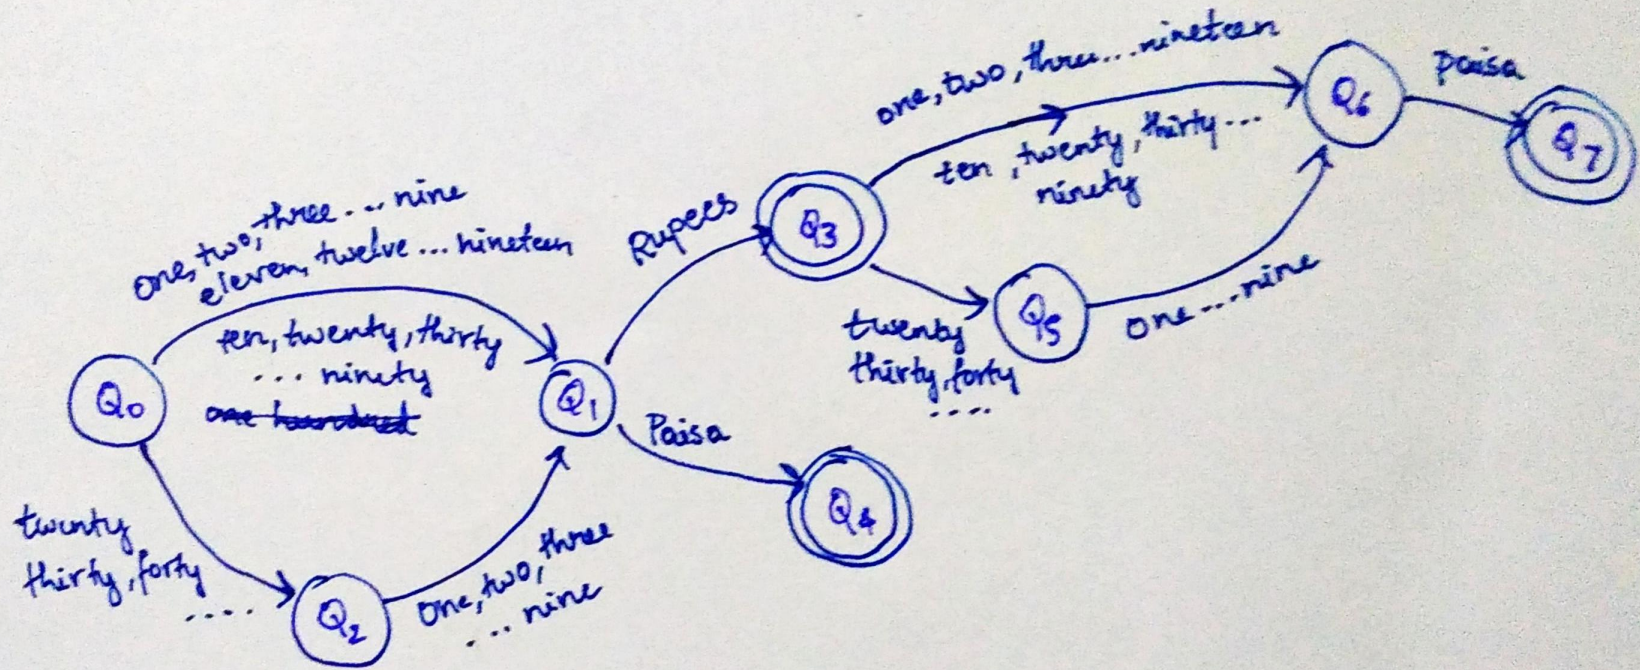 one, two, three...nineteen
ten, twenty, thirty...
ninety
Q6
Paisa
Q7
Rupees
Q3
one, two, three...nine
eleven, twelve...nineteen
ten, twenty, thirty
... ninety
one hundred
Q0
Q1
Paisa
Q4
twenty
thirty, forty
....
Q5
one....nine
twenty
thirty, forty
....
Q2
one, two, three
... nine